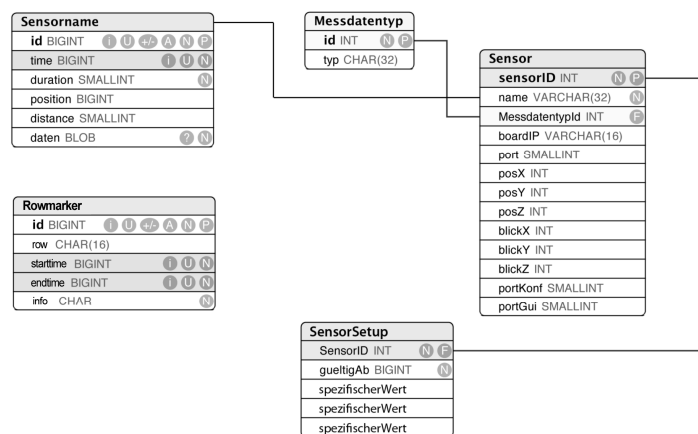 Sensorname
id BIGINT i U +/- A N P
time BIGINT i U N
duration SMALLINT N
position BIGINT
distance SMALLINT
daten BLOB ? N
Messdatentyp
id INT N P
typ CHAR(32)
Sensor
sensorID INT N P
name VARCHAR(32) N
MessdatentypId INT F
boardIP VARCHAR(16)
port SMALLINT
posX INT
posY INT
posZ INT
blickX INT
blickY INT
blickZ INT
portKonf SMALLINT
portGui SMALLINT
Rowmarker
id BIGINT i U +/- A N P
row CHAR(16)
starttime BIGINT i U N
endtime BIGINT i U N
info CHAR N
SensorSetup
SensorID INT N F
gueltigAb BIGINT N
spezifischerWert
spezifischerWert
spezifischerWert